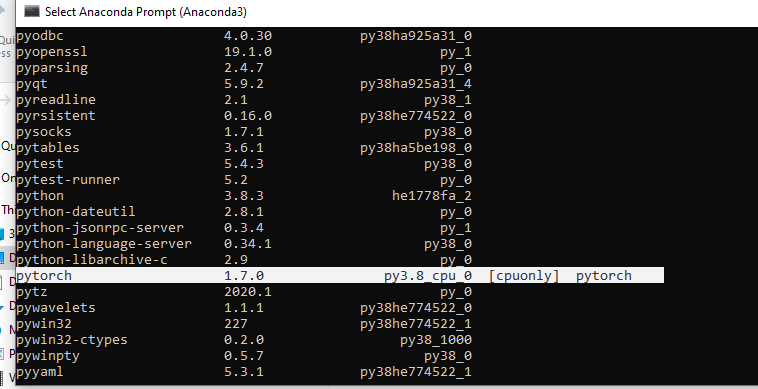 Select Anaconda Prompt (Anaconda3)
pyodbc 4.0.30 py38ha925a31_0
pyopenssl 19.1.0 py_1
pyparsing 2.4.7 py_0
pyqt 5.9.2 py38ha925a31_4
pyreadline 2.1 py38_1
pyrsistent 0.16.0 py38he774522_0
pysocks 1.7.1 py38_0
pytables 3.6.1 py38ha5be198_0
pytest 5.4.3 py38_0
pytest-runner 5.2 py_0
python 3.8.3 he1778fa_2
python-dateutil 2.8.1 py_0
python-jsonrpc-server 0.3.4 py_1
python-language-server 0.34.1 py38_0
python-libarchive-c 2.9 py_0
pytorch 1.7.0 py3.8_cpu_0 [cpuonly] pytorch
pytz 2020.1 py_0
pywavelets 1.1.1 py38he774522_0
pywin32 227 py38he774522_1
pywin32-ctypes 0.2.0 py38_1000
pywinpty 0.5.7 py38_0
pyyaml 5.3.1 py38he774522_1